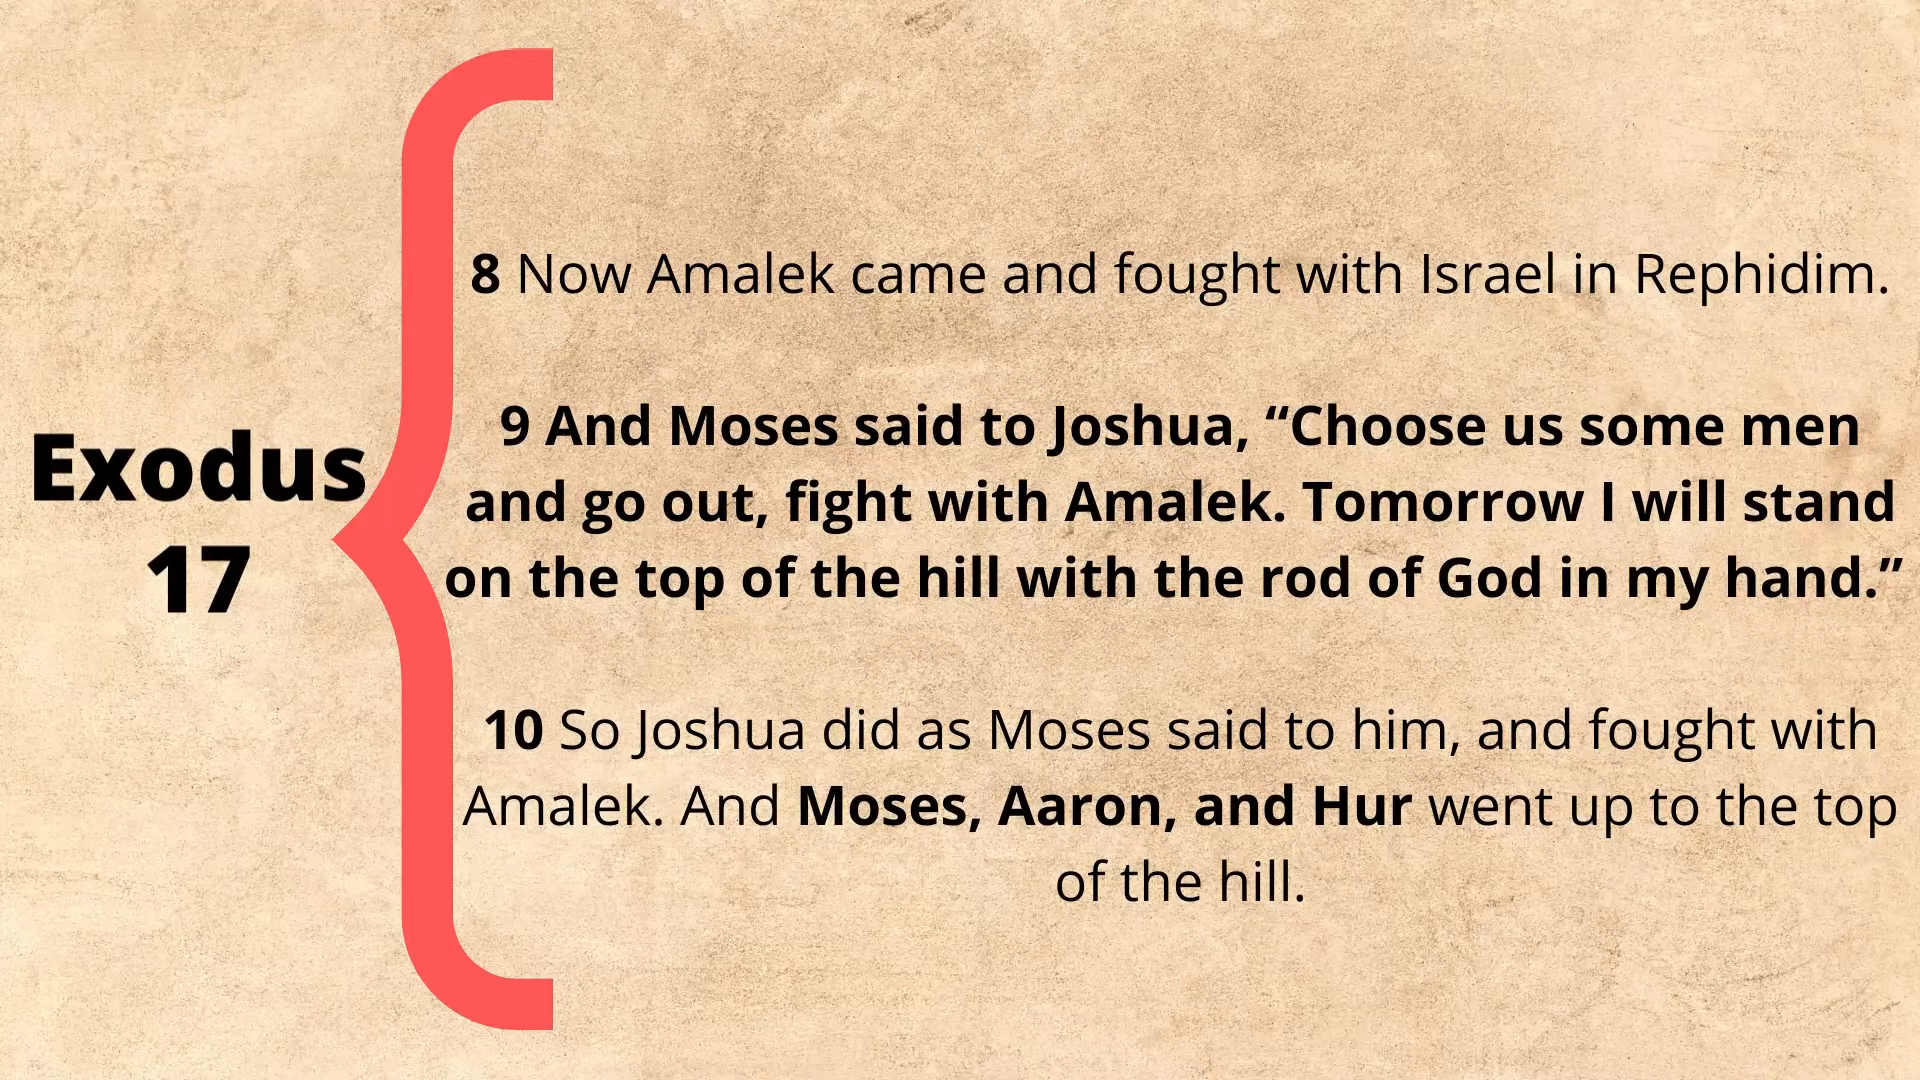 Exodus
17
8 Now Amalek came and fought with Israel in Rephidim.
9 And Moses said to Joshua, “Choose us some men
and go out, fight with Amalek. Tomorrow I will stand
on the top of the hill with the rod of God in my hand.”
10 So Joshua did as Moses said to him, and fought with
Amalek. And Moses, Aaron, and Hur went up to the top
of the hill.